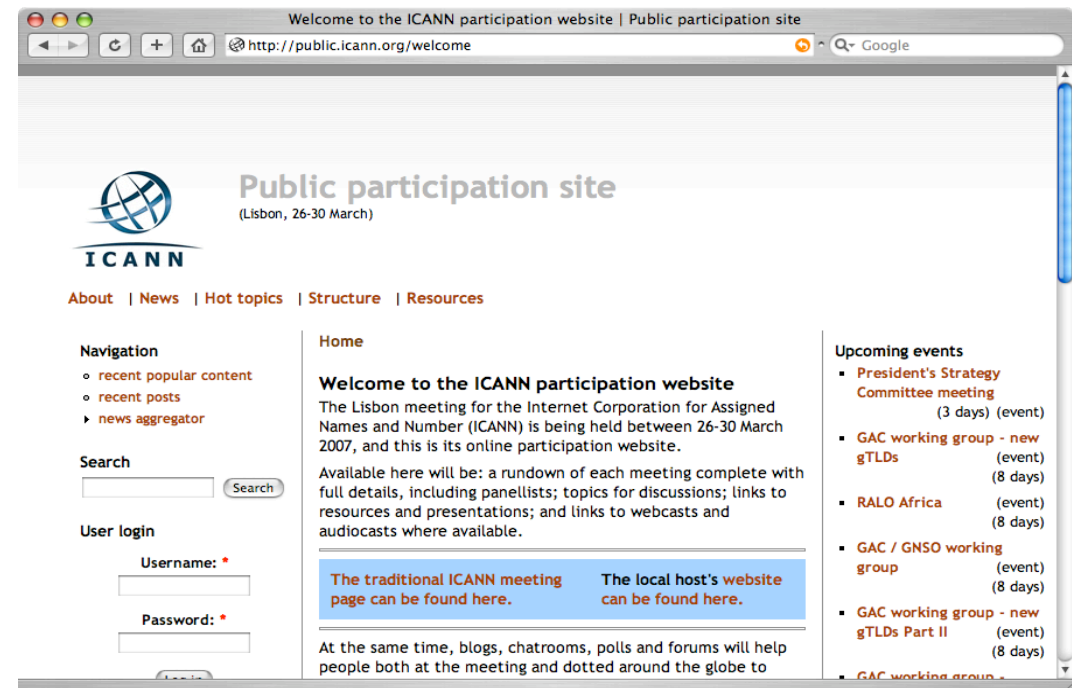 Welcome to the ICANN participation website | Public participation site
http://public.icann.org/welcome
Google
Public participation site
(Lisbon, 26-30 March)
ICANN
About | News | Hot topics | Structure | Resources
Navigation
recent popular content
recent posts
news aggregator
Search
Search
User login
Username: *
Password: *
Log in
Home
Welcome to the ICANN participation website
The Lisbon meeting for the Internet Corporation for Assigned
Names and Number (ICANN) is being held between 26-30 March
2007, and this is its online participation website.
Available here will be: a rundown of each meeting complete with
full details, including panellists; topics for discussions; links to
resources and presentations; and links to webcasts and
audiocasts where available.
The traditional ICANN meeting
page can be found here.
The local host's website
can be found here.
At the same time, blogs, chatrooms, polls and forums will help
people both at the meeting and dotted around the globe to
Upcoming events
President's Strategy
Committee meeting
(3 days) (event)
GAC working group - new
gTLDs (event)
(8 days)
RALO Africa (event)
(8 days)
GAC / GNSO working
group (event)
(8 days)
GAC working group - new
gTLDs Part II (event)
(8 days)
GAC working group -